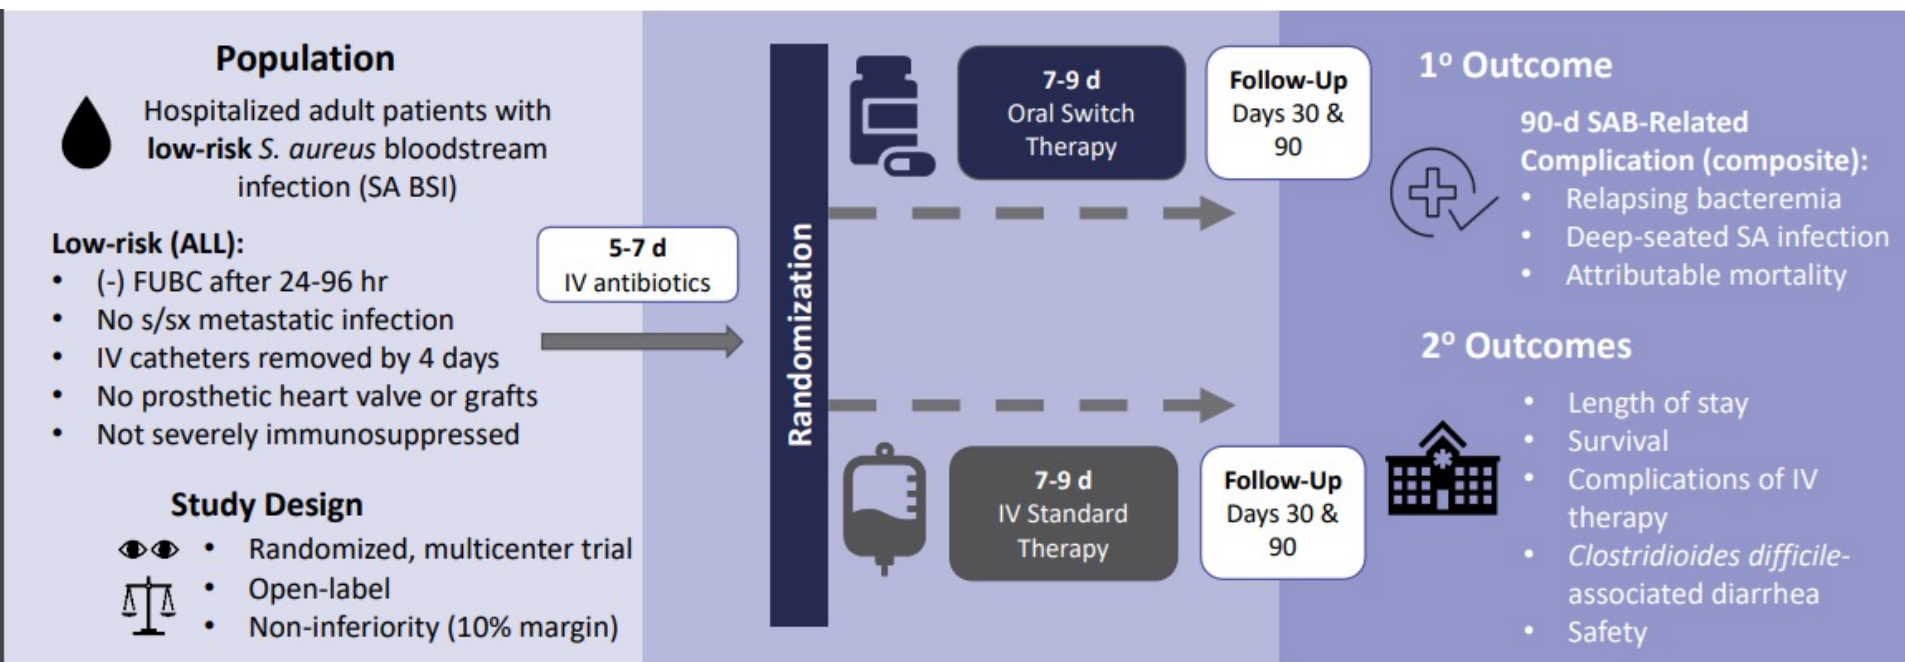 Population
Hospitalized adult patients with
low-risk S. aureus bloodstream
infection (SA BSI)
Low-risk (ALL):
• (-) FUBC after 24-96 hr
• No s/sx metastatic infection
• IV catheters removed by 4 days
• No prosthetic heart valve or grafts
• Not severely immunosuppressed
Study Design
• Randomized, multicenter trial
• Open-label
• Non-inferiority (10% margin)
5-7 d
IV antibiotics
Randomization
7-9 d
Oral Switch
Therapy
Follow-Up
Days 30 &
90
7-9 d
IV Standard
Therapy
Follow-Up
Days 30 &
90
1º Outcome
90-d SAB-Related
Complication (composite):
• Relapsing bacteremia
• Deep-seated SA infection
• Attributable mortality
2º Outcomes
• Length of stay
• Survival
• Complications of IV
therapy
• Clostridioides difficile-
associated diarrhea
• Safety